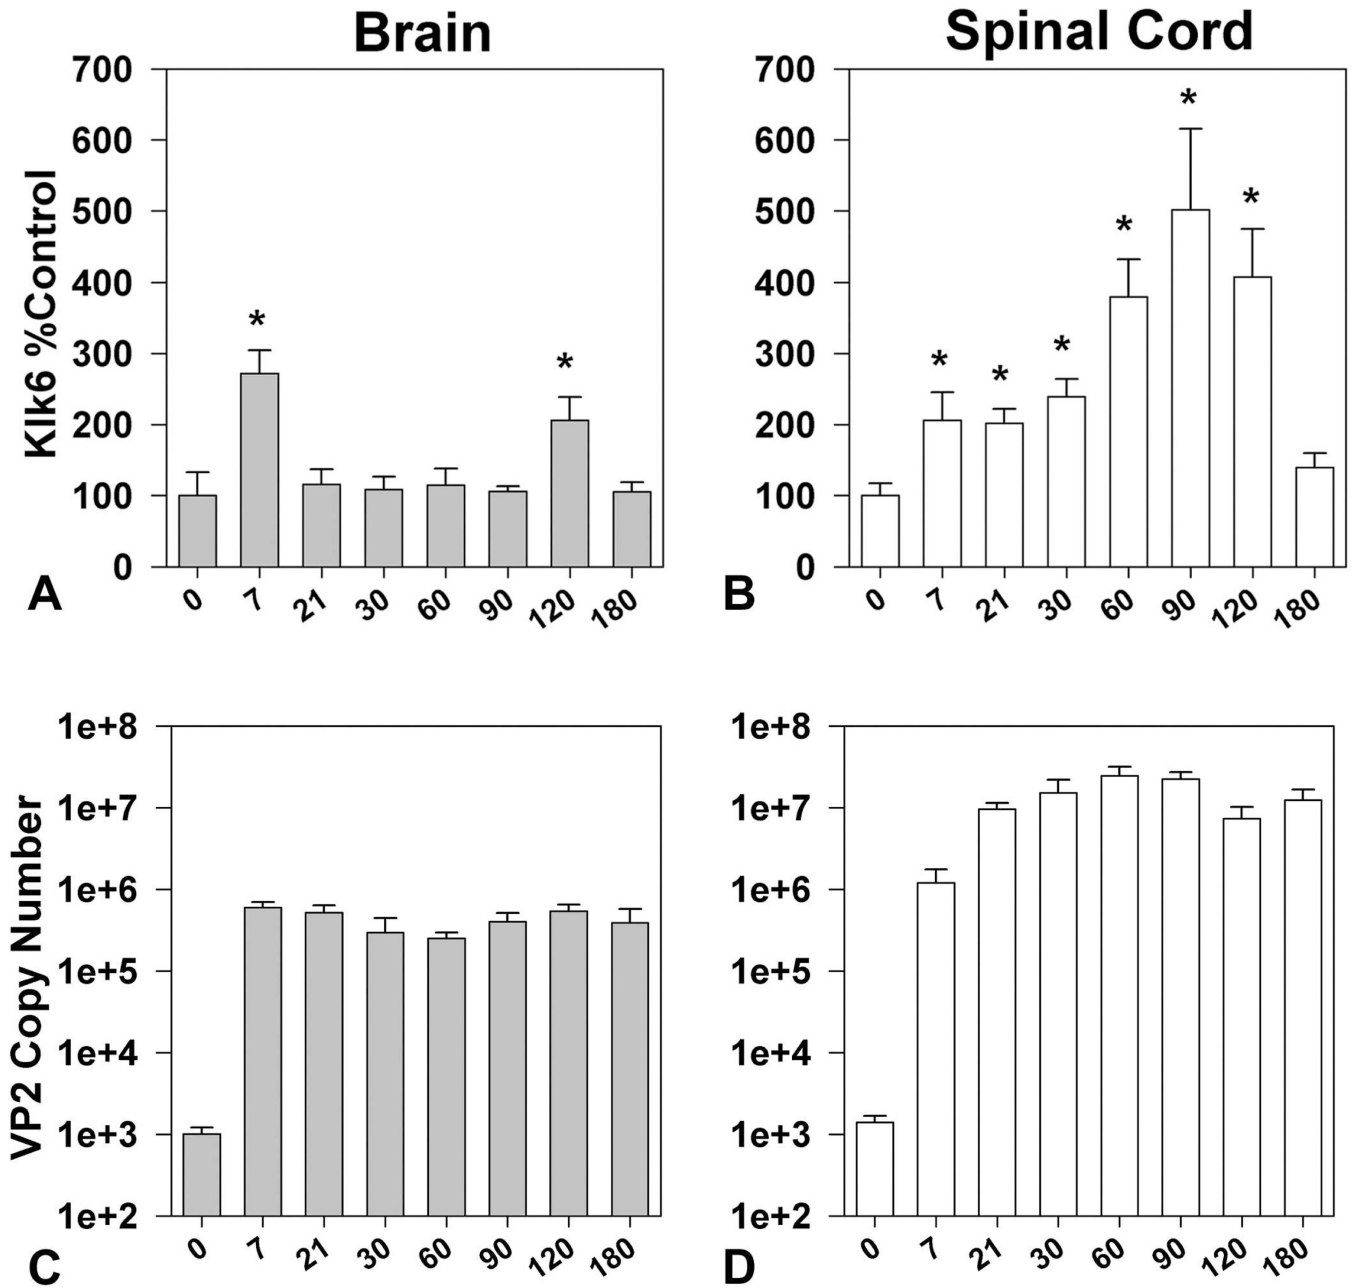 Brain
Spinal Cord
Klk6 %Control
700
600
500
400
300
200
100
0
*
*
A
0 7 21 30 60 90 120 180
700
600
500
400
300
200
100
0
*
*
*
*
*
*
B
0 7 21 30 60 90 120 180
VP2 Copy Number
1e+8
1e+7
1e+6
1e+5
1e+4
1e+3
1e+2
C
0 7 21 30 60 90 120 180
1e+8
1e+7
1e+6
1e+5
1e+4
1e+3
1e+2
D
0 7 21 30 60 90 120 180